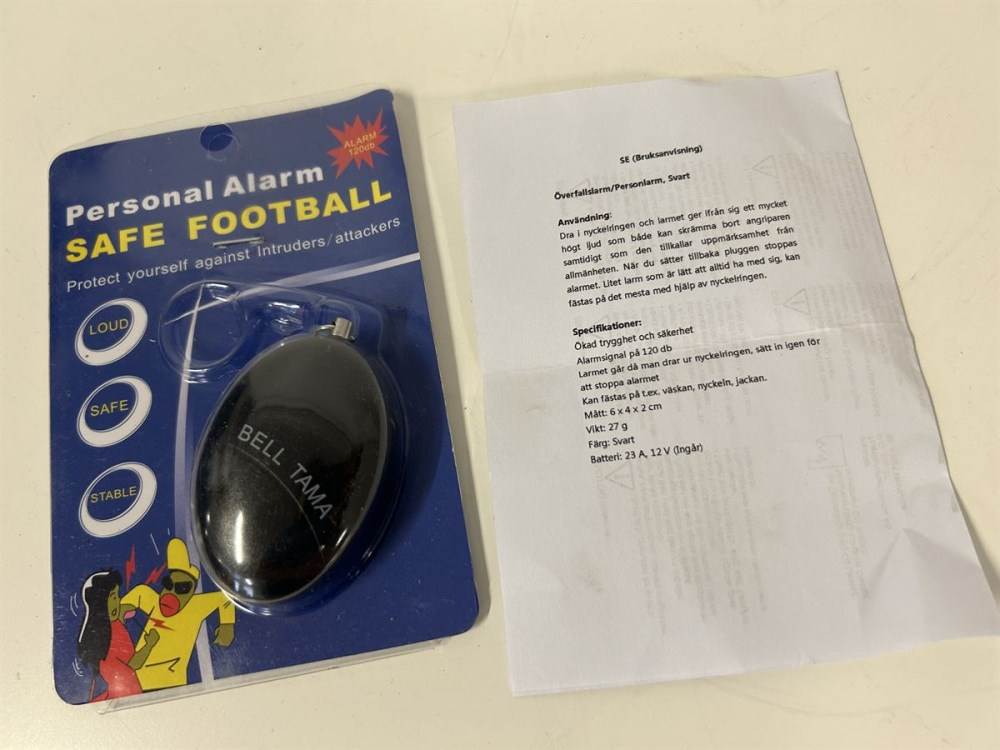 ALARM
120db
Personal Alarm
SAFE FOOTBALL
Protect yourself against Intruders/attackers
LOUD
SAFE
STABLE
BELL TAMA
SE (Bruksanvisning)
Överfallslarm/Personlarm, Svart
Användning:
Dra i nyckelringen och larmet ger ifrån sig ett mycket
högt ljud som både kan skrämma bort angriparen
samtidigt som den tillkallar uppmärksamhet från
allmänheten. När du sätter tillbaka pluggen stoppas
alarmet. Litet larm som är lätt att alltid ha med sig, kan
fästas på det mesta med hjälp av nyckelringen.
Specifikationer:
Ökad trygghet och säkerhet
Alarmsignal på 120 db
Larmet går då man drar ur nyckelringen, sätt in igen för
att stoppa alarmet
Kan fästas på t.ex. väskan, nyckeln, jackan.
Mått: 6 x 4 x 2 cm
Vikt: 27 g
Färg: Svart
Batteri: 23 A, 12 V (Ingår)